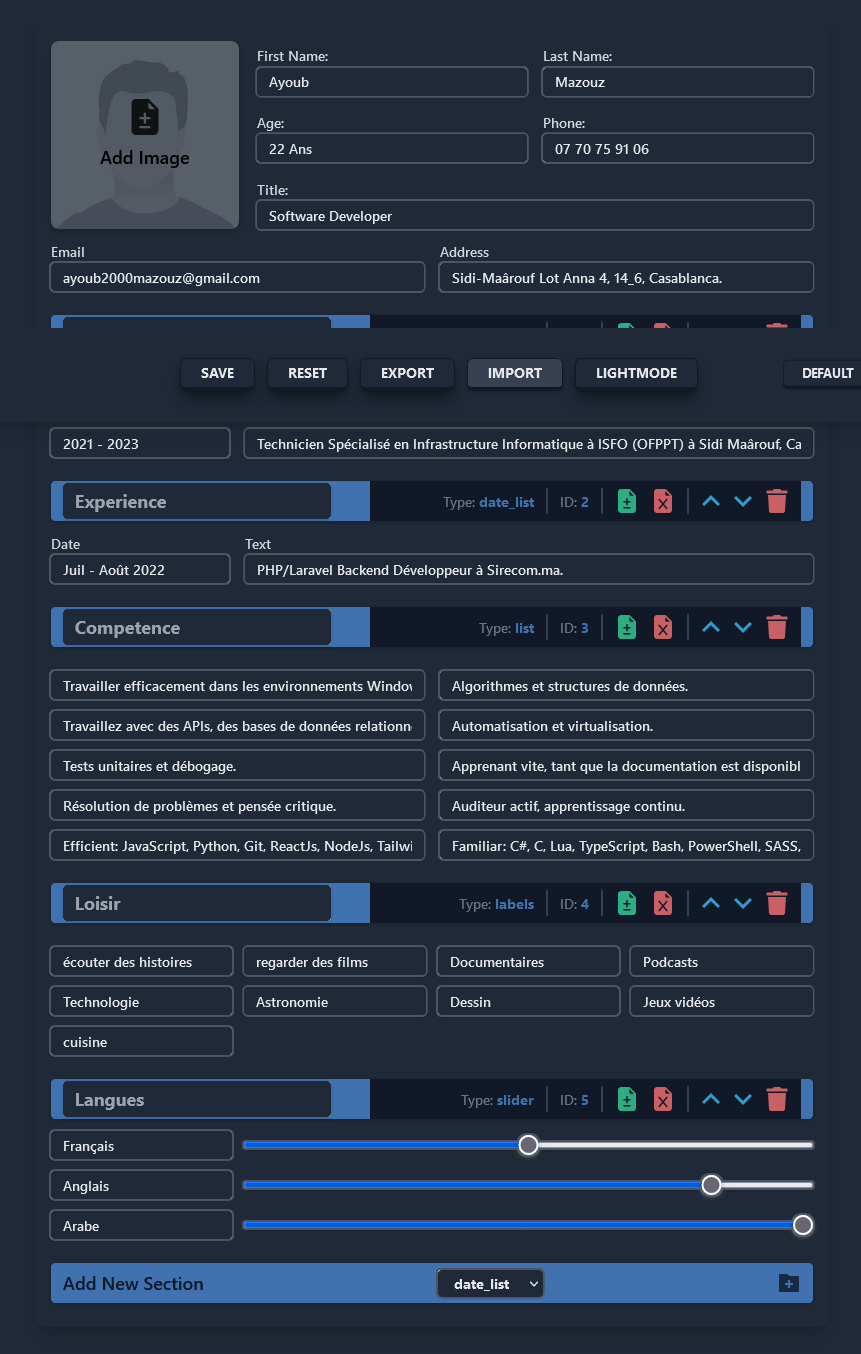 First Name: Last Name:
Ayoub Mazouz
Age: Phone:
22 Ans 07 70 75 91 06
Add Image
Title:
Software Developer
Email Address
ayoub2000mazouz@gmail.com Sidi-Maârouf Lot Anna 4, 14_6, Casablanca.
SAVE RESET EXPORT IMPORT LIGHTMODE DEFAULT
2021 - 2023 Technicien Spécialisé en Infrastructure Informatique à ISFO (OFPPT) à Sidi Maârouf, Ca
Experience Type: date_list ID: 2
Date Text
Juil - Août 2022 PHP/Laravel Backend Développeur à Sirecom.ma.
Competence Type: list ID: 3
Travailler efficacement dans les environnements Window Algorithmes et structures de données.
Travaillez avec des APIs, des bases de données relationn Automatisation et virtualisation.
Tests unitaires et débogage. Apprenant vite, tant que la documentation est disponibl
Résolution de problèmes et pensée critique. Auditeur actif, apprentissage continu.
Efficient: JavaScript, Python, Git, ReactJs, NodeJs, Tailwi Familiar: C#, C, Lua, TypeScript, Bash, PowerShell, SASS,
Loisir Type: labels ID: 4
écouter des histoires regarder des films Documentaires Podcasts
Technologie Astronomie Dessin Jeux vidéos
cuisine
Langues Type: slider ID: 5
Français
Anglais
Arabe
Add New Section date_list